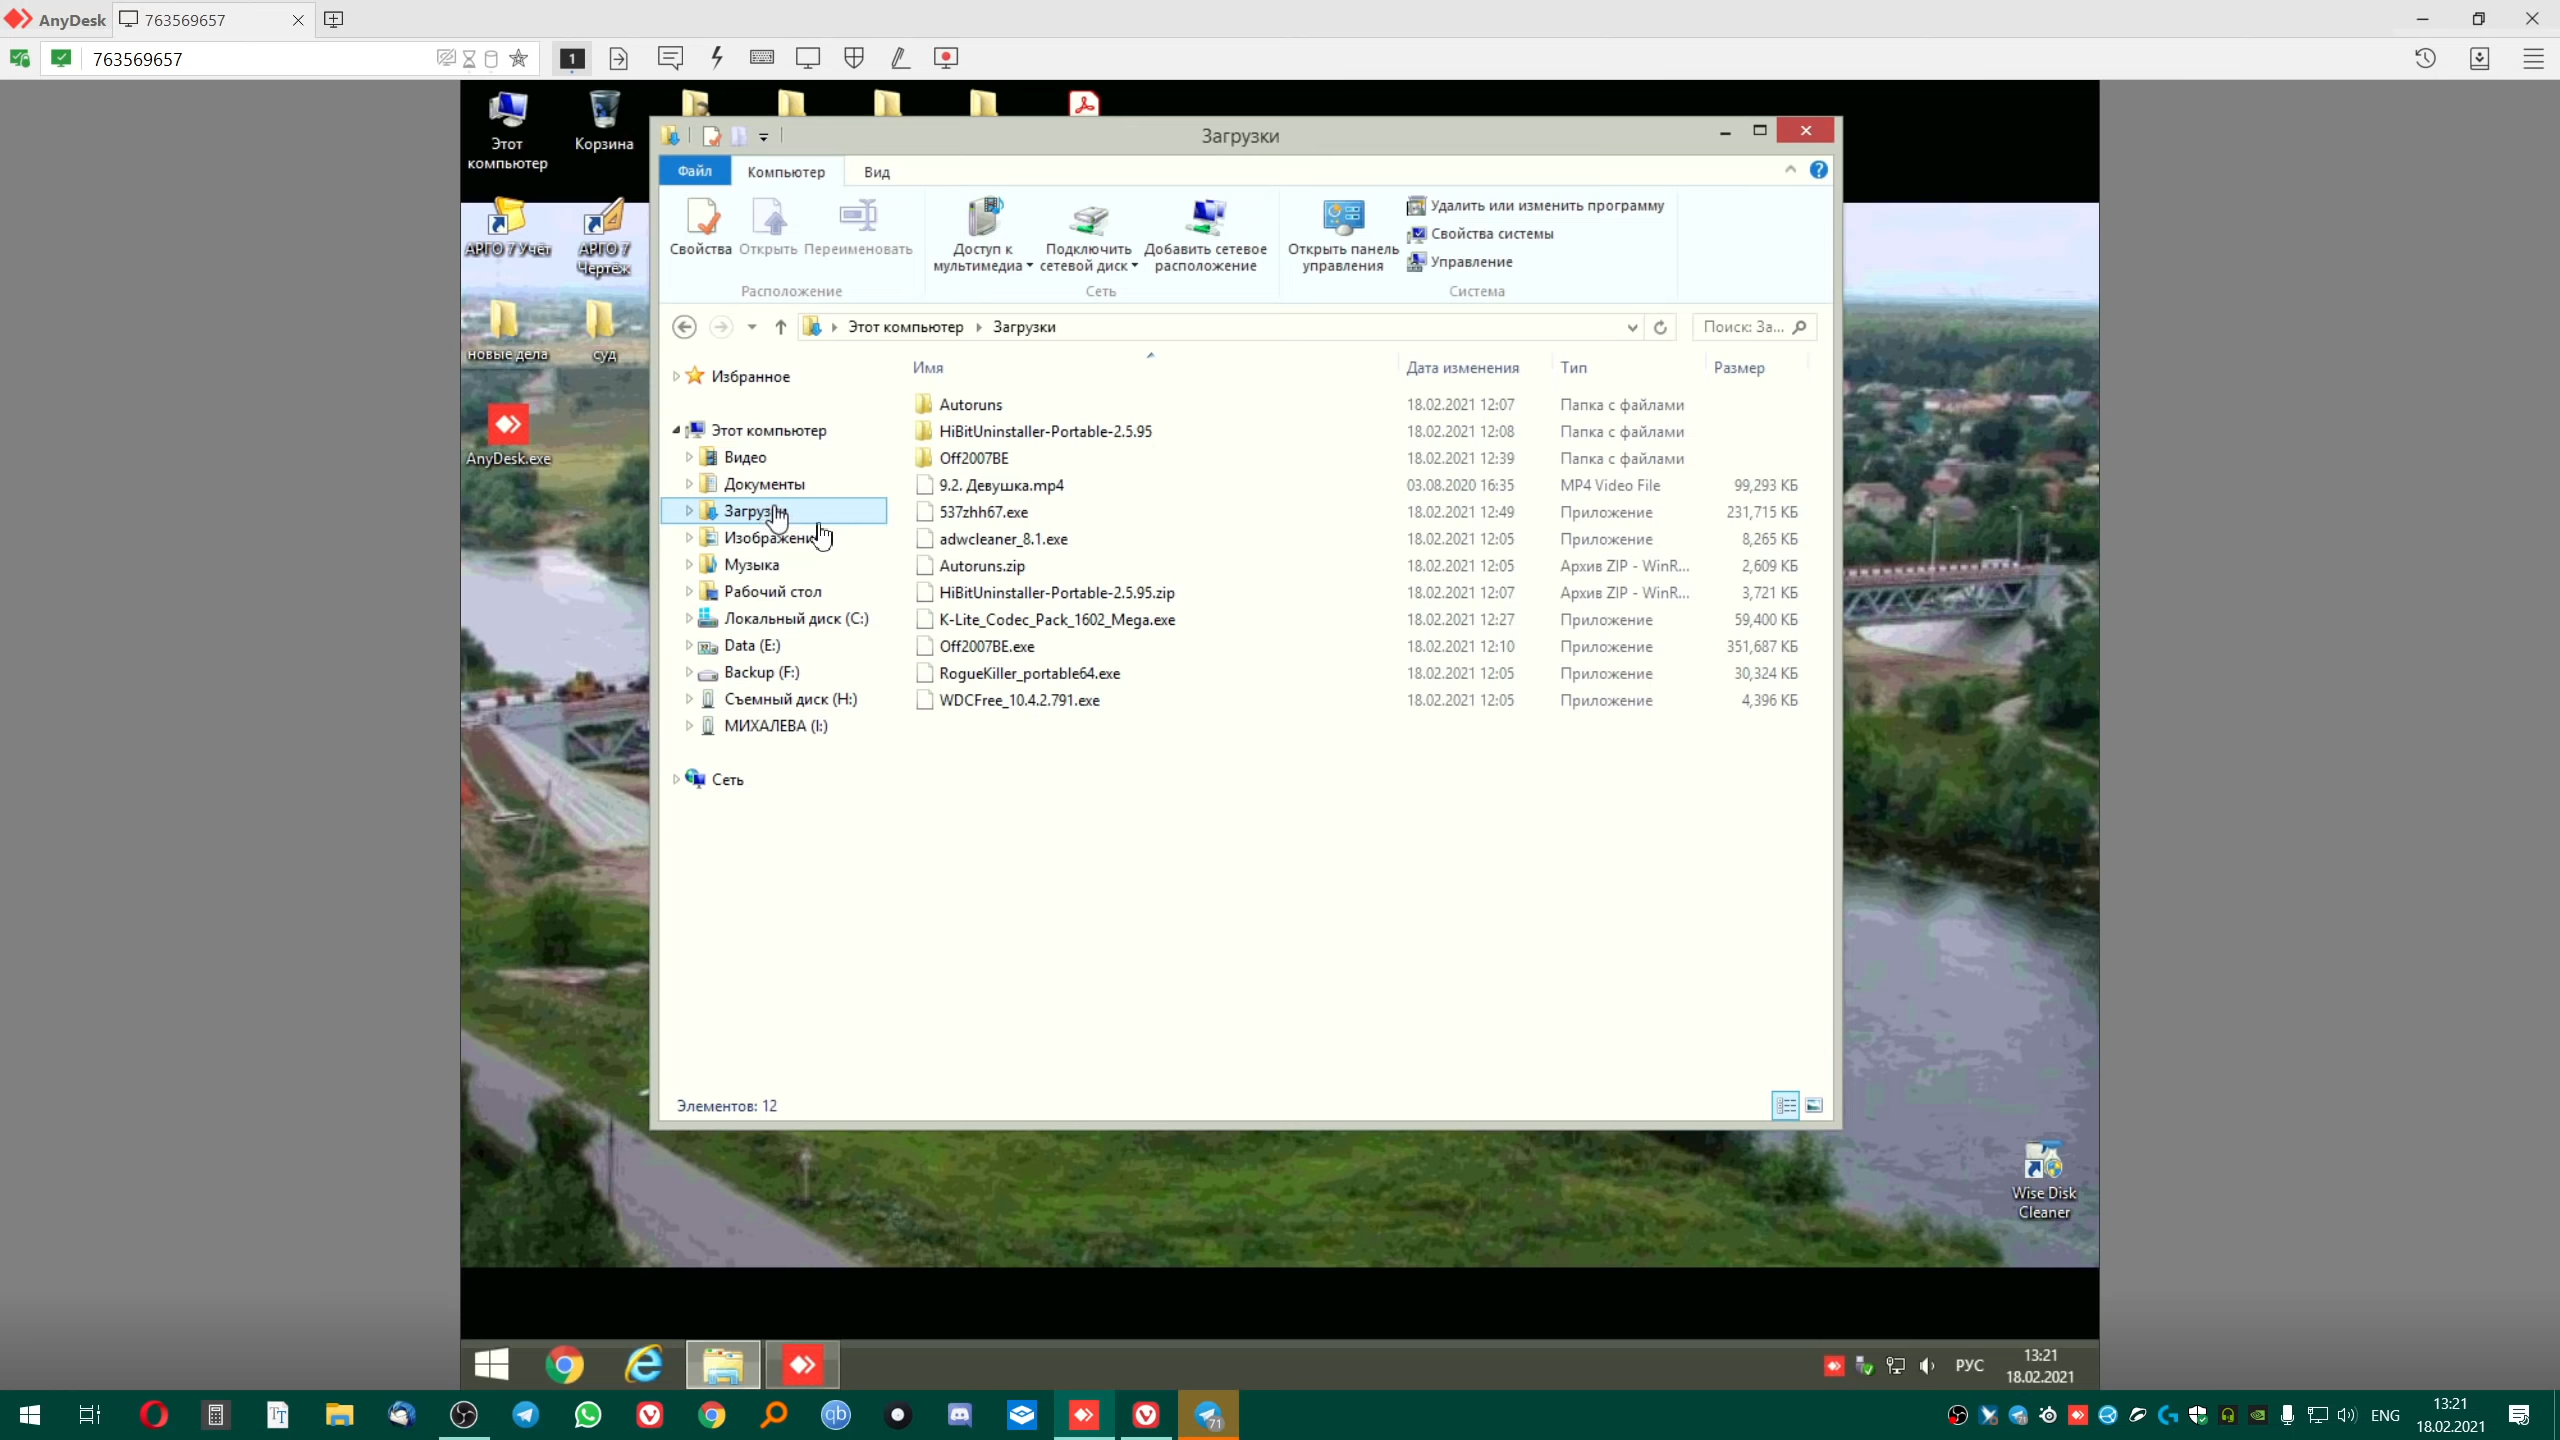 AnyDesk
763569657
763569657
1
Этот
компьютер
Корзина
АРГО 7 Учёт
АРГО 7
Чертёж
новые дела
суд
AnyDesk.exe
Загрузки
Файл
Компьютер
Вид
Свойства
Открыть
Переименовать
Доступ к
мультимедиа
Подключить
сетевой диск
Добавить сетевое
расположение
Открыть панель
управления
Удалить или изменить программу
Свойства системы
Управление
Расположение
Сеть
Система
Этот компьютер
Загрузки
Поиск: За...
Имя
Дата изменения
Тип
Размер
Избранное
Этот компьютер
Видео
Документы
Загрузки
Изображени
Музыка
Рабочий стол
Локальный диск (C:)
Data (E:)
Backup (F:)
Съемный диск (H:)
МИХАЛЕВА (I:)
Сеть
Autoruns 18.02.2021 12:07 Папка с файлами
HiBitUninstaller-Portable-2.5.95 18.02.2021 12:08 Папка с файлами
Off2007BE 18.02.2021 12:39 Папка с файлами
9.2. Девушка.mp4 03.08.2020 16:35 MP4 Video File 99,293 КБ
537zhh67.exe 18.02.2021 12:49 Приложение 231,715 КБ
adwcleaner_8.1.exe 18.02.2021 12:05 Приложение 8,265 КБ
Autoruns.zip 18.02.2021 12:05 Архив ZIP - WinR... 2,609 КБ
HiBitUninstaller-Portable-2.5.95.zip 18.02.2021 12:07 Архив ZIP - WinR... 3,721 КБ
K-Lite_Codec_Pack_1602_Mega.exe 18.02.2021 12:27 Приложение 59,400 КБ
Off2007BE.exe 18.02.2021 12:10 Приложение 351,687 КБ
RogueKiller_portable64.exe 18.02.2021 12:05 Приложение 30,324 КБ
WDCFree_10.4.2.791.exe 18.02.2021 12:05 Приложение 4,396 КБ
Элементов: 12
Wise Disk
Cleaner
РУС
13:21
18.02.2021
TT
qb
71
ENG
13:21
18.02.2021